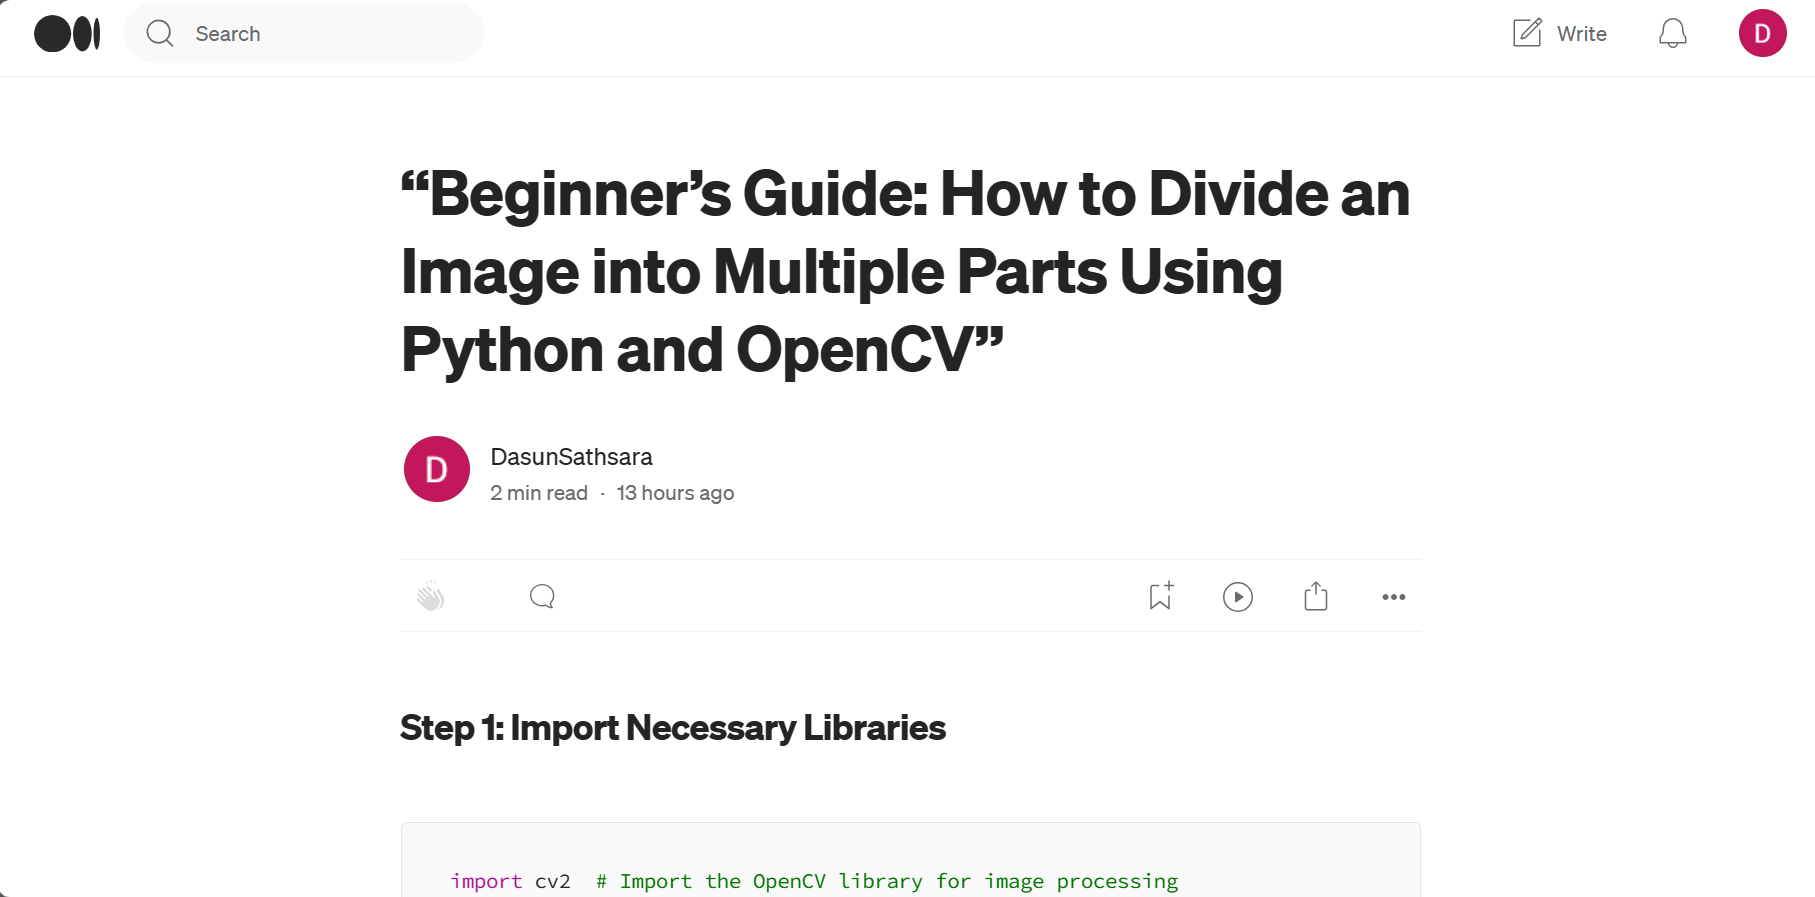 Search
Write
D
“Beginner’s Guide: How to Divide an
Image into Multiple Parts Using
Python and OpenCV”
D
DasunSathsara
2 min read · 13 hours ago
Step 1: Import Necessary Libraries
import cv2  # Import the OpenCV library for image processing